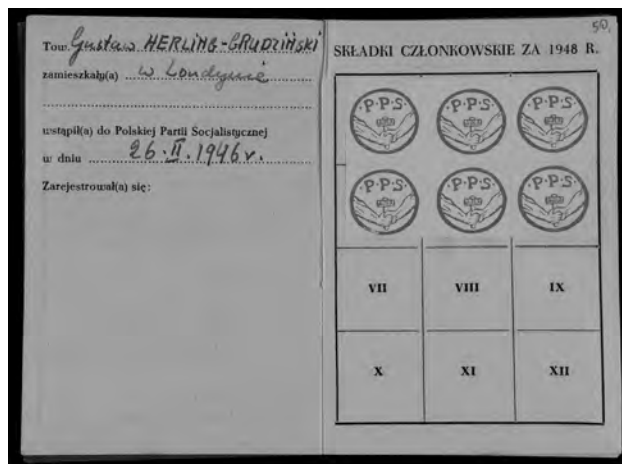 Tow. Gustaw HERLING-GRUDZIŃSKI
zamieszkały(a) w Londynie
wstąpił(a) do Polskiej Partii Socjalistycznej
w dniu 26.II.1946 r.
Zarejestrował(a) się:
50.
SKŁADKI CZŁONKOWSKIE ZA 1948 R.
P.P.S. P.P.S. P.P.S.
P.P.S. P.P.S. P.P.S.
VII VIII IX
X XI XII